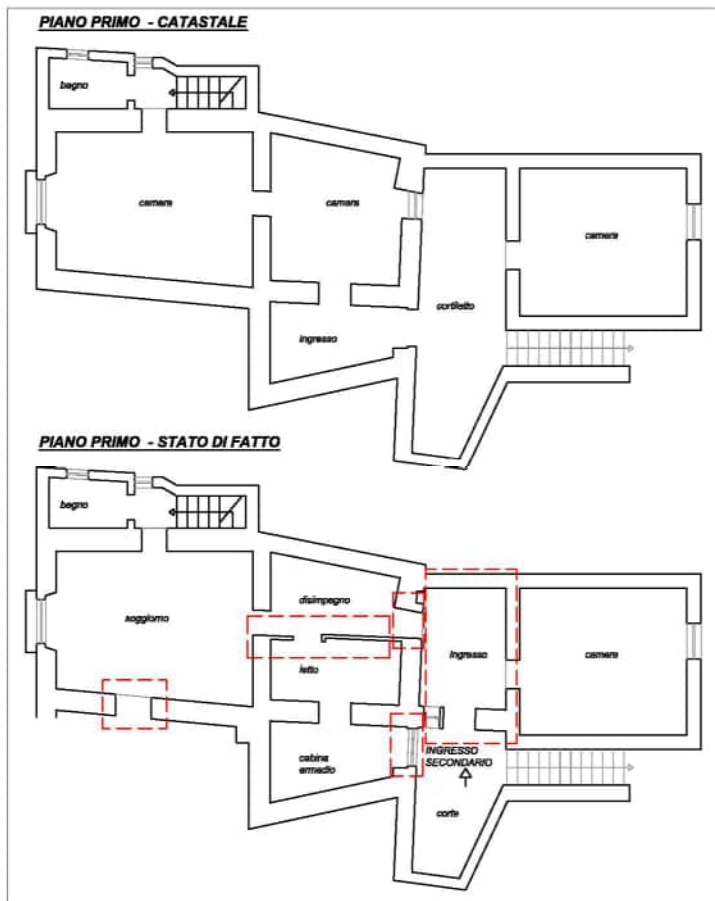 PIANO PRIMO - CATASTALE
bagno
camera
camera
camera
cortiletto
ingresso
PIANO PRIMO - STATO DI FATTO
bagno
disimpegno
soggiorno
ingresso
camera
letto
INGRESSO
SECONDARIO
cabina
armadio
corte